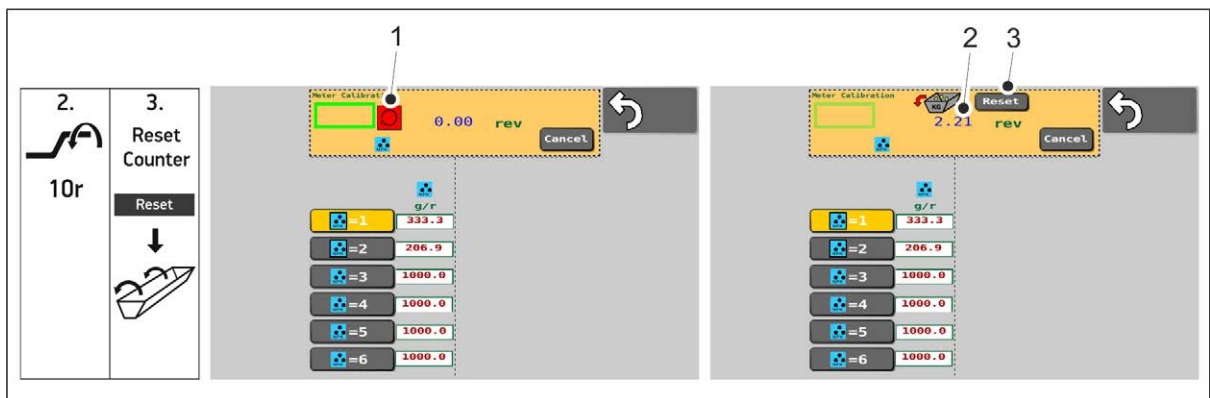 1
2
3
2.
10r
3.
Reset
Counter
Reset
Meter Calibrati
0.00 rev
Cancel
g/r
=1 333.3
=2 206.9
=3 1000.0
=4 1000.0
=5 1000.0
=6 1000.0
Meter Calibration
KG
Reset
2.21 rev
Cancel
g/r
=1 333.3
=2 206.9
=3 1000.0
=4 1000.0
=5 1000.0
=6 1000.0